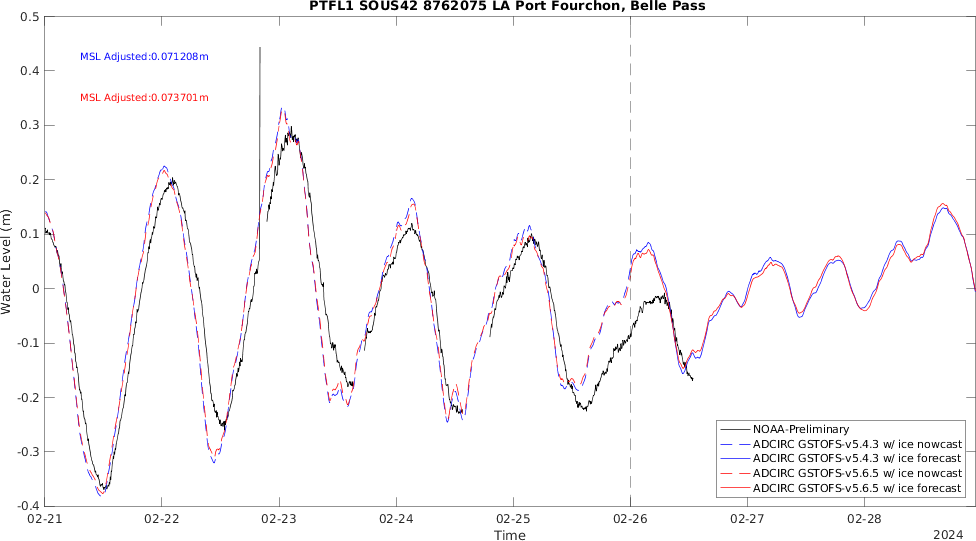 PTFL1 SOUS42 8762075 LA Port Fourchon, Belle Pass
0.5
0.4
0.3
0.2
0.1
0
-0.1
-0.2
-0.3
-0.4
Water Level (m)
MSL Adjusted:0.071208m
MSL Adjusted:0.073701m
NOAA-Preliminary
ADCIRC GSTOFS-v5.4.3 w/ ice nowcast
ADCIRC GSTOFS-v5.4.3 w/ ice forecast
ADCIRC GSTOFS-v5.6.5 w/ ice nowcast
ADCIRC GSTOFS-v5.6.5 w/ ice forecast
02-21 02-22 02-23 02-24 02-25 02-26 02-27 02-28
Time
2024